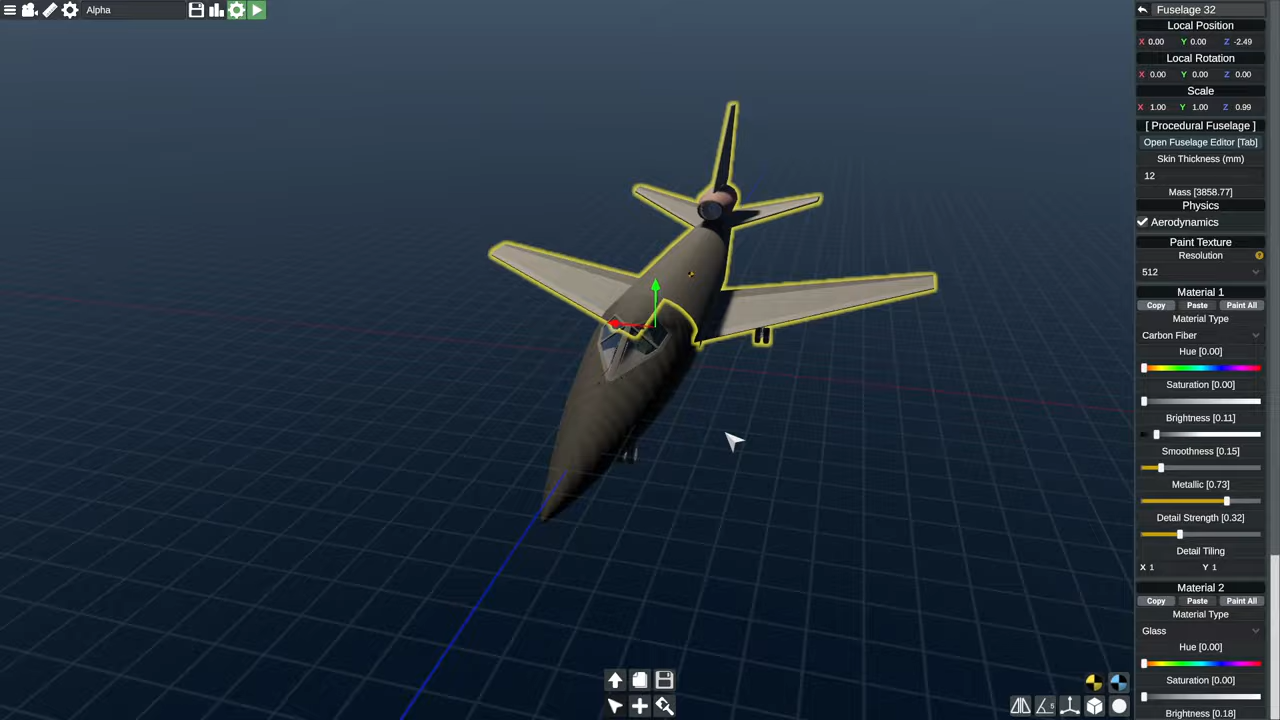 Alpha
Fuselage 32
Local Position
X 0.00 Y 0.00 Z -2.49
Local Rotation
X 0.00 Y 0.00 Z 0.00
Scale
X 1.00 Y 1.00 Z 0.99
[ Procedural Fuselage ]
Open Fuselage Editor [Tab]
Skin Thickness (mm)
12
Mass [3858.77]
Physics
Aerodynamics
Paint Texture
Resolution
512
Material 1
Copy Paste Paint All
Material Type
Carbon Fiber
Hue [0.00]
Saturation [0.00]
Brightness [0.11]
Smoothness [0.15]
Metallic [0.73]
Detail Strength [0.32]
Detail Tiling
X 1 Y 1
Material 2
Copy Paste Paint All
Material Type
Glass
Hue [0.00]
Saturation [0.00]
Brightness [0.18]